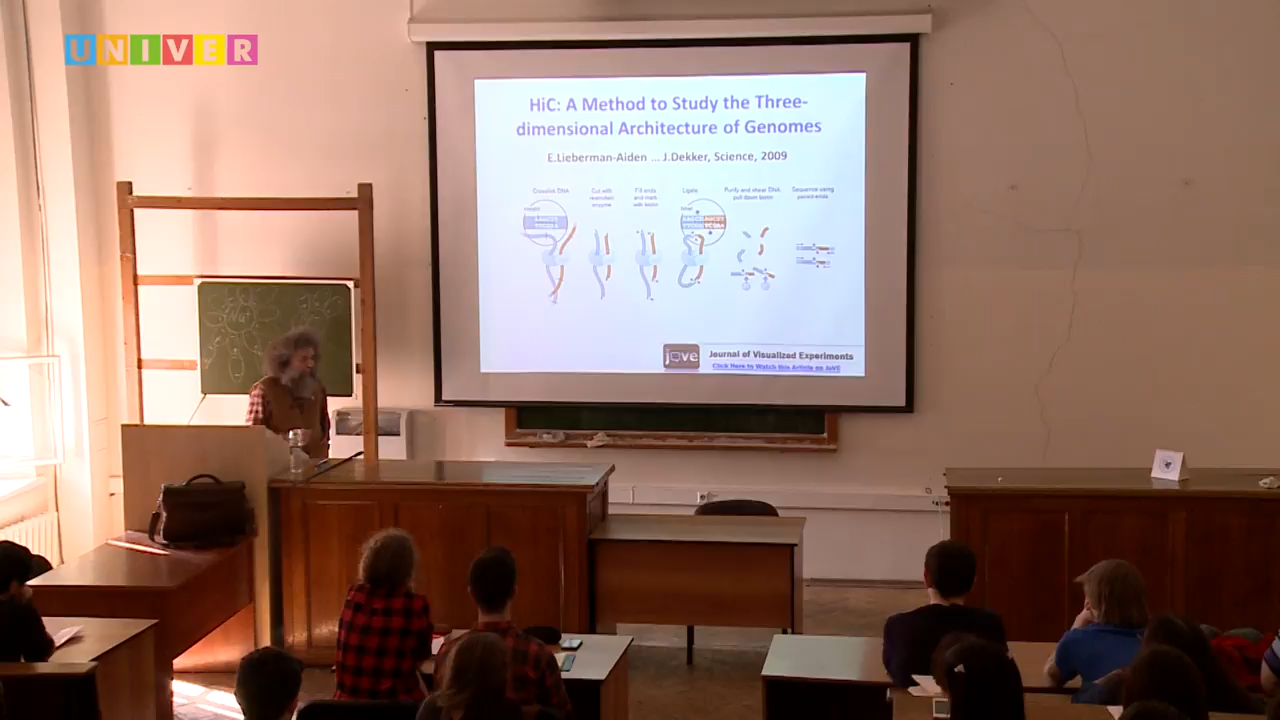 UNIVER
HiC: A Method to Study the Three-
dimensional Architecture of Genomes
E.Lieberman-Aiden ... J.Dekker, Science, 2009
Crosslink DNA
Cut with
restriction
enzyme
Fill ends
and mark
with biotin
Ligate
Purify and shear DNA;
pull down biotin
Sequence using
paired-ends
jove
Journal of Visualized Experiments
Click Here to Watch this Article on JoVE